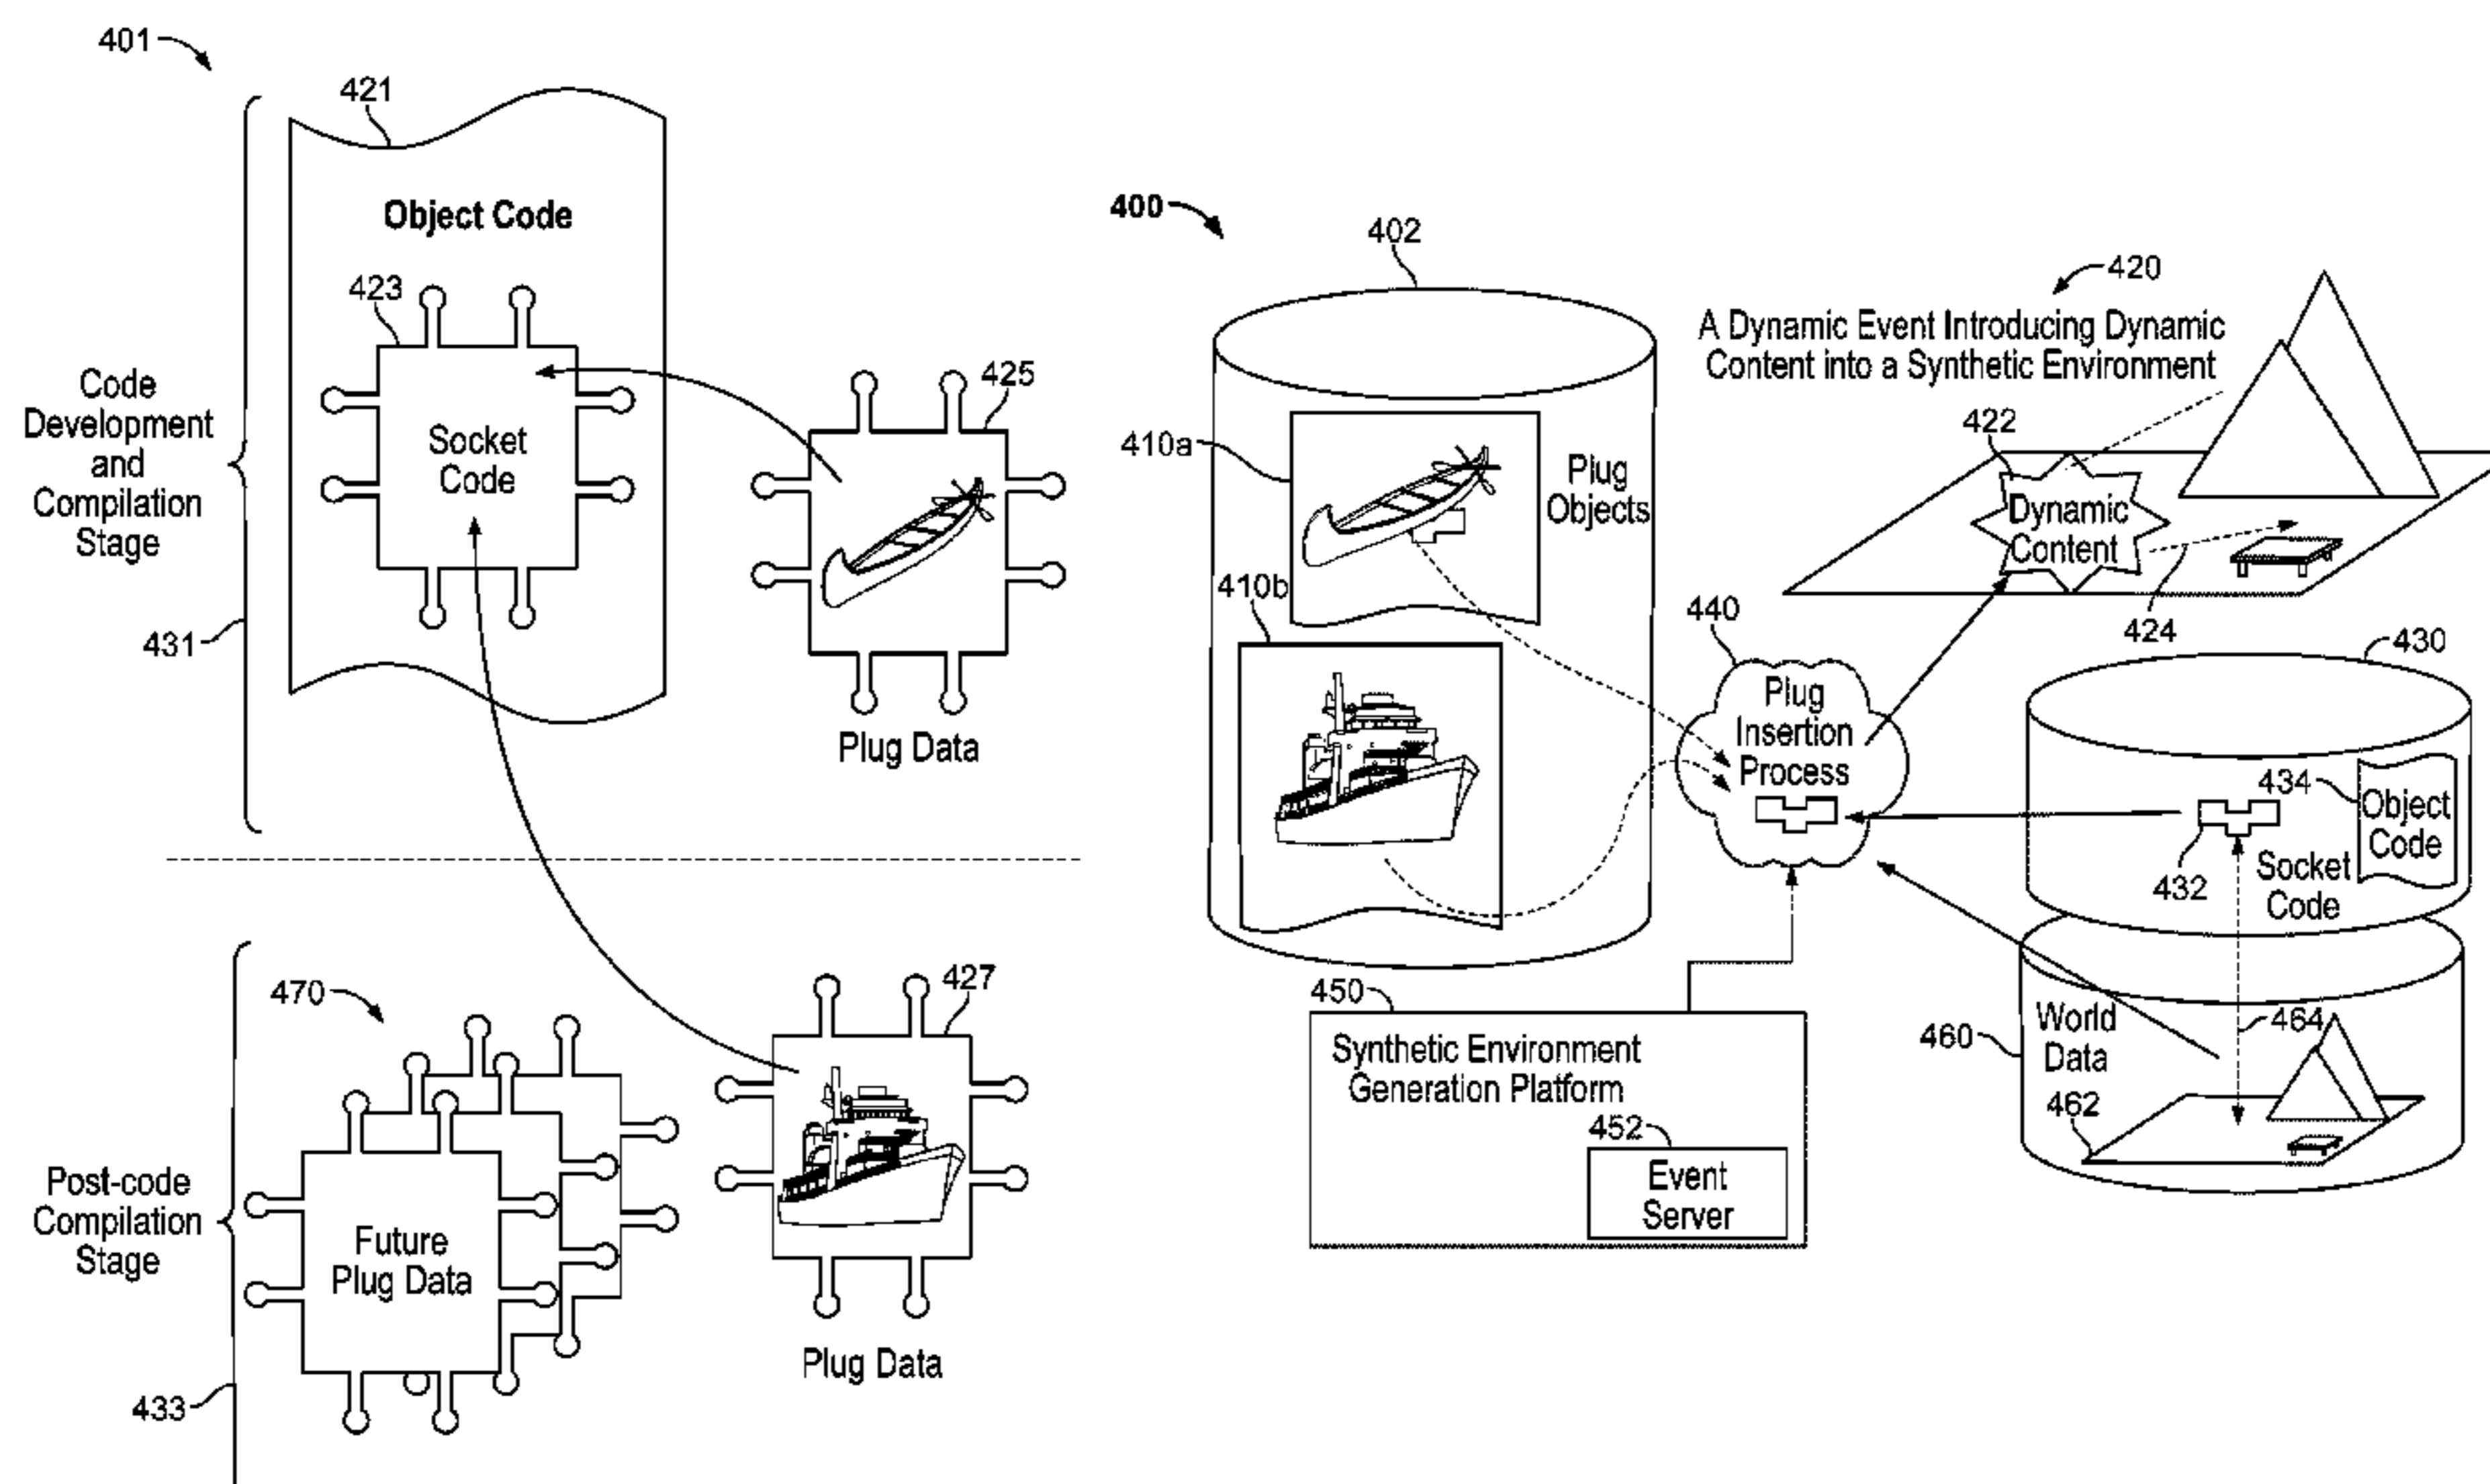 401
421
Object Code
423
Socket
Code
425
Plug Data
Code
Development
and
Compilation
Stage
431
470
427
Post-code
Compilation
Stage
Future
Plug Data
Plug Data
433
400
402
410a
Plug
Objects
410b
420
A Dynamic Event Introducing Dynamic
Content into a Synthetic Environment
422
Dynamic
Content
424
440
Plug
Insertion
Process
430
434
Object
Code
432
Socket
Code
450
Synthetic Environment
Generation Platform
452
Event
Server
460
World
Data
464
462